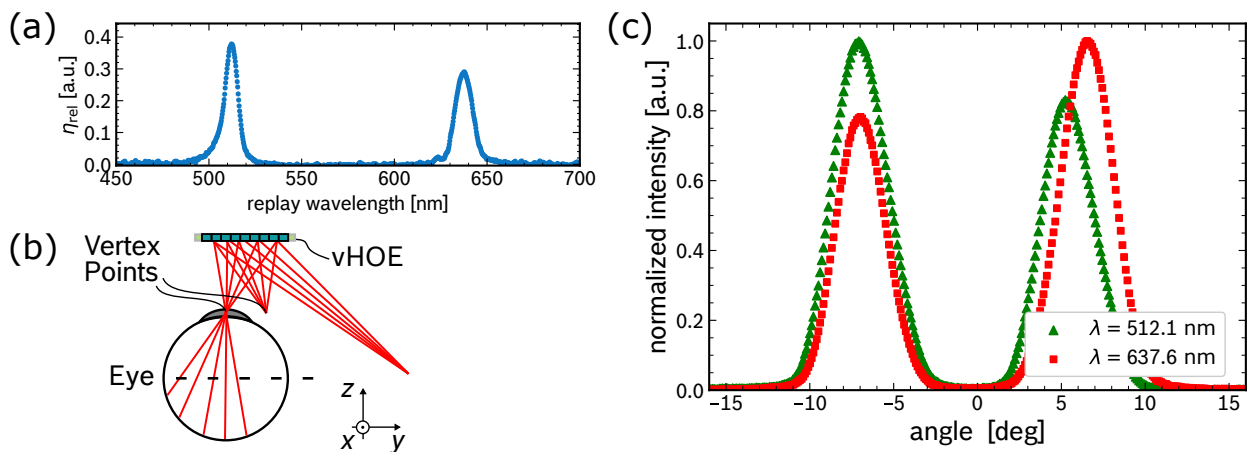 (a)
0.4
0.3
0.2
0.1
0.0
ηrel [a.u.]
450
500
550
600
650
700
replay wavelength [nm]
(b)
Vertex
Points
vHOE
Eye
z
x
y
(c)
1.0
0.8
0.6
0.4
0.2
0.0
normalized intensity [a.u.]
−15
−10
−5
0
5
10
15
angle [deg]
λ = 512.1 nm
λ = 637.6 nm